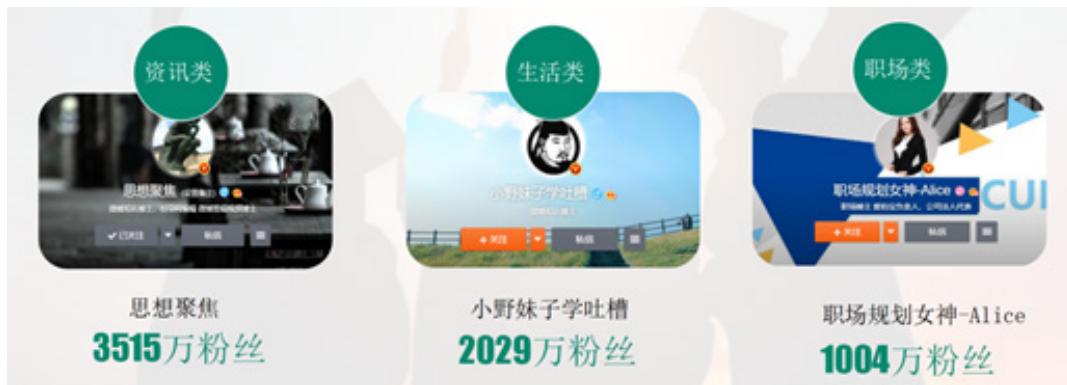 资讯类
思想聚焦
已关注
私信
思想聚焦
3515万粉丝
生活类
小野妹子学吐槽
+关注
私信
小野妹子学吐槽
2029万粉丝
职场类
职场规划女神-Alice
CUI
+关注
私信
职场规划女神-Alice
1004万粉丝